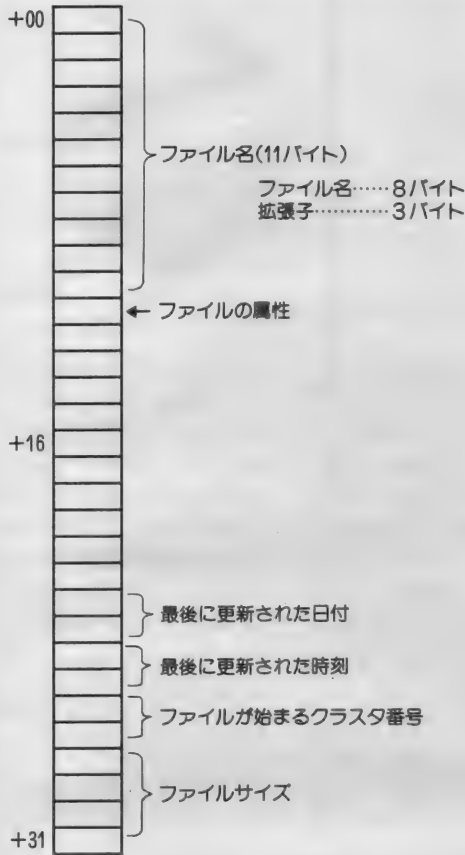 +00
ファイル名(11バイト)
ファイル名……8バイト
拡張子…………3バイト
← ファイルの属性
+16
最後に更新された日付
最後に更新された時刻
ファイルが始まるクラスタ番号
ファイルサイズ
+31